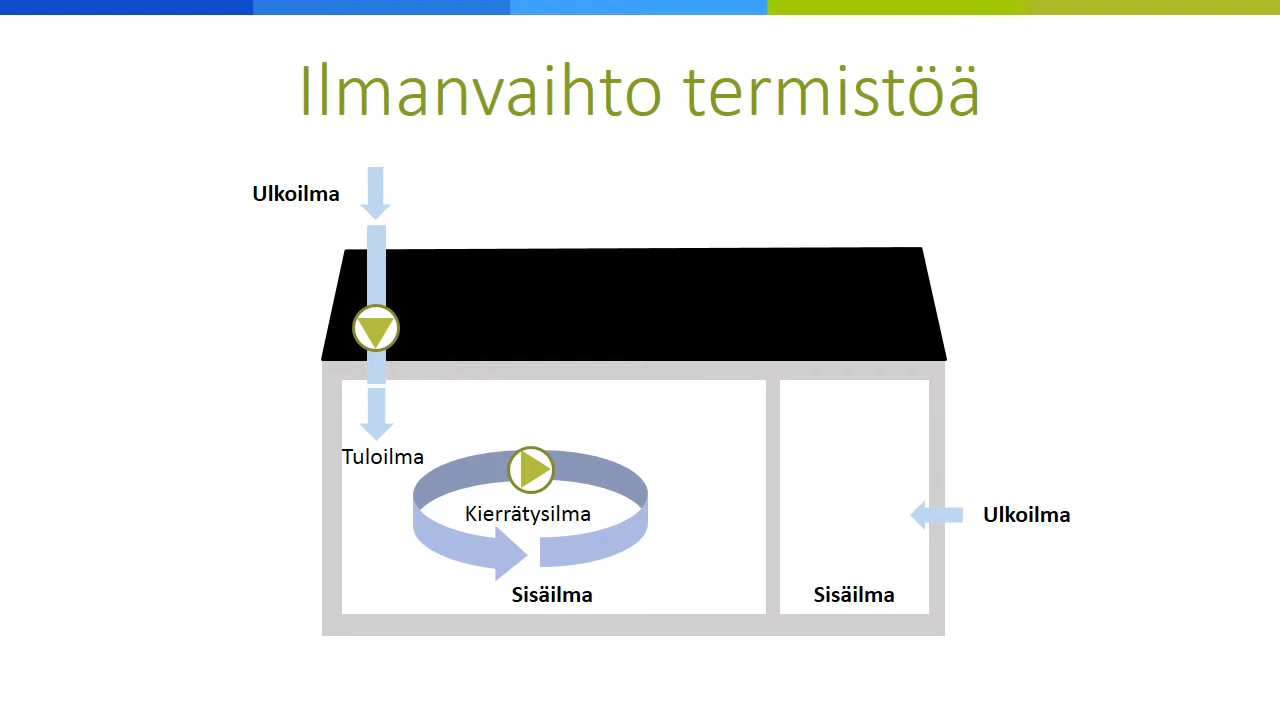 Ilmanvaihto termistöä
Ulkoilma
Tuloilma
Kierrätysilma
Ulkoilma
Sisäilma
Sisäilma